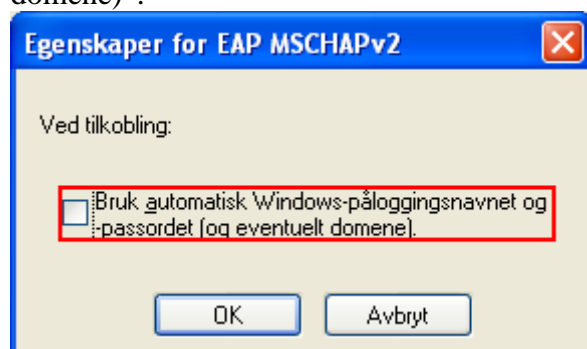 domene)".
Egenskaper for EAP MSCHAPv2
Ved tilkobling:
Bruk automatisk Windows-påloggingsnavnet og
-passordet (og eventuelt domene).
OK
Avbryt